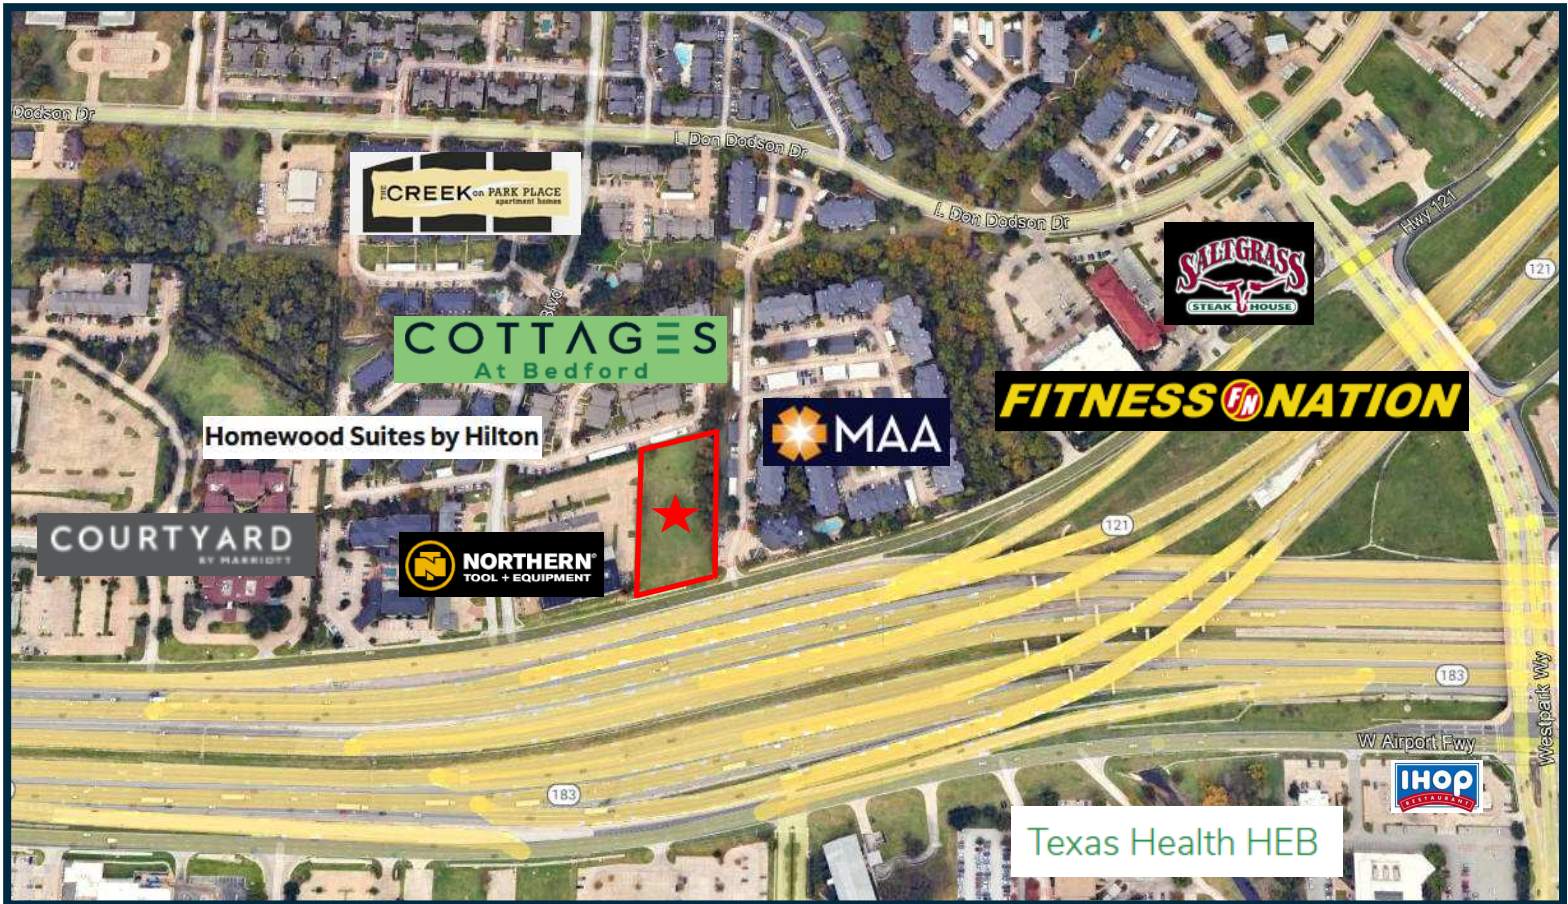 Dodson Dr
L Don Dodson Dr
THE CREEK on PARK PLACE
apartment homes
L Don Dodson Dr
Hwy 121
SALTGRASS
STEAK HOUSE
121
Blvd
COTTAGES
At Bedford
FITNESS FN NATION
Homewood Suites by Hilton
MAA
COURTYARD
BY MARRIOTT
N NORTHERN®
TOOL + EQUIPMENT
121
183
Westpark Wy
W Airport Fwy
IHOP
RESTAURANT
183
Texas Health HEB